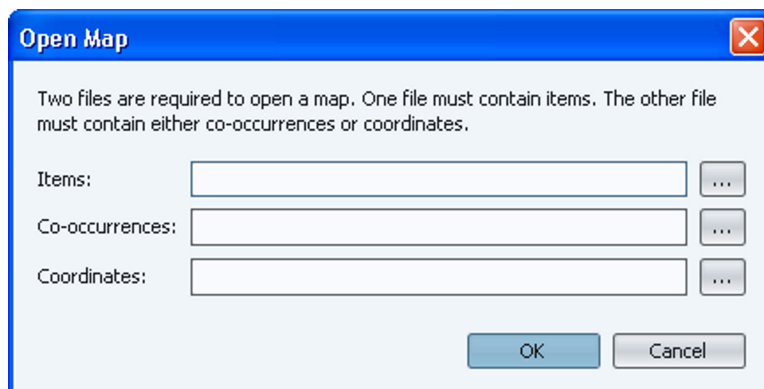 Open Map
Two files are required to open a map. One file must contain items. The other file
must contain either co-occurrences or coordinates.
Items:
...
Co-occurrences:
...
Coordinates:
...
OK
Cancel